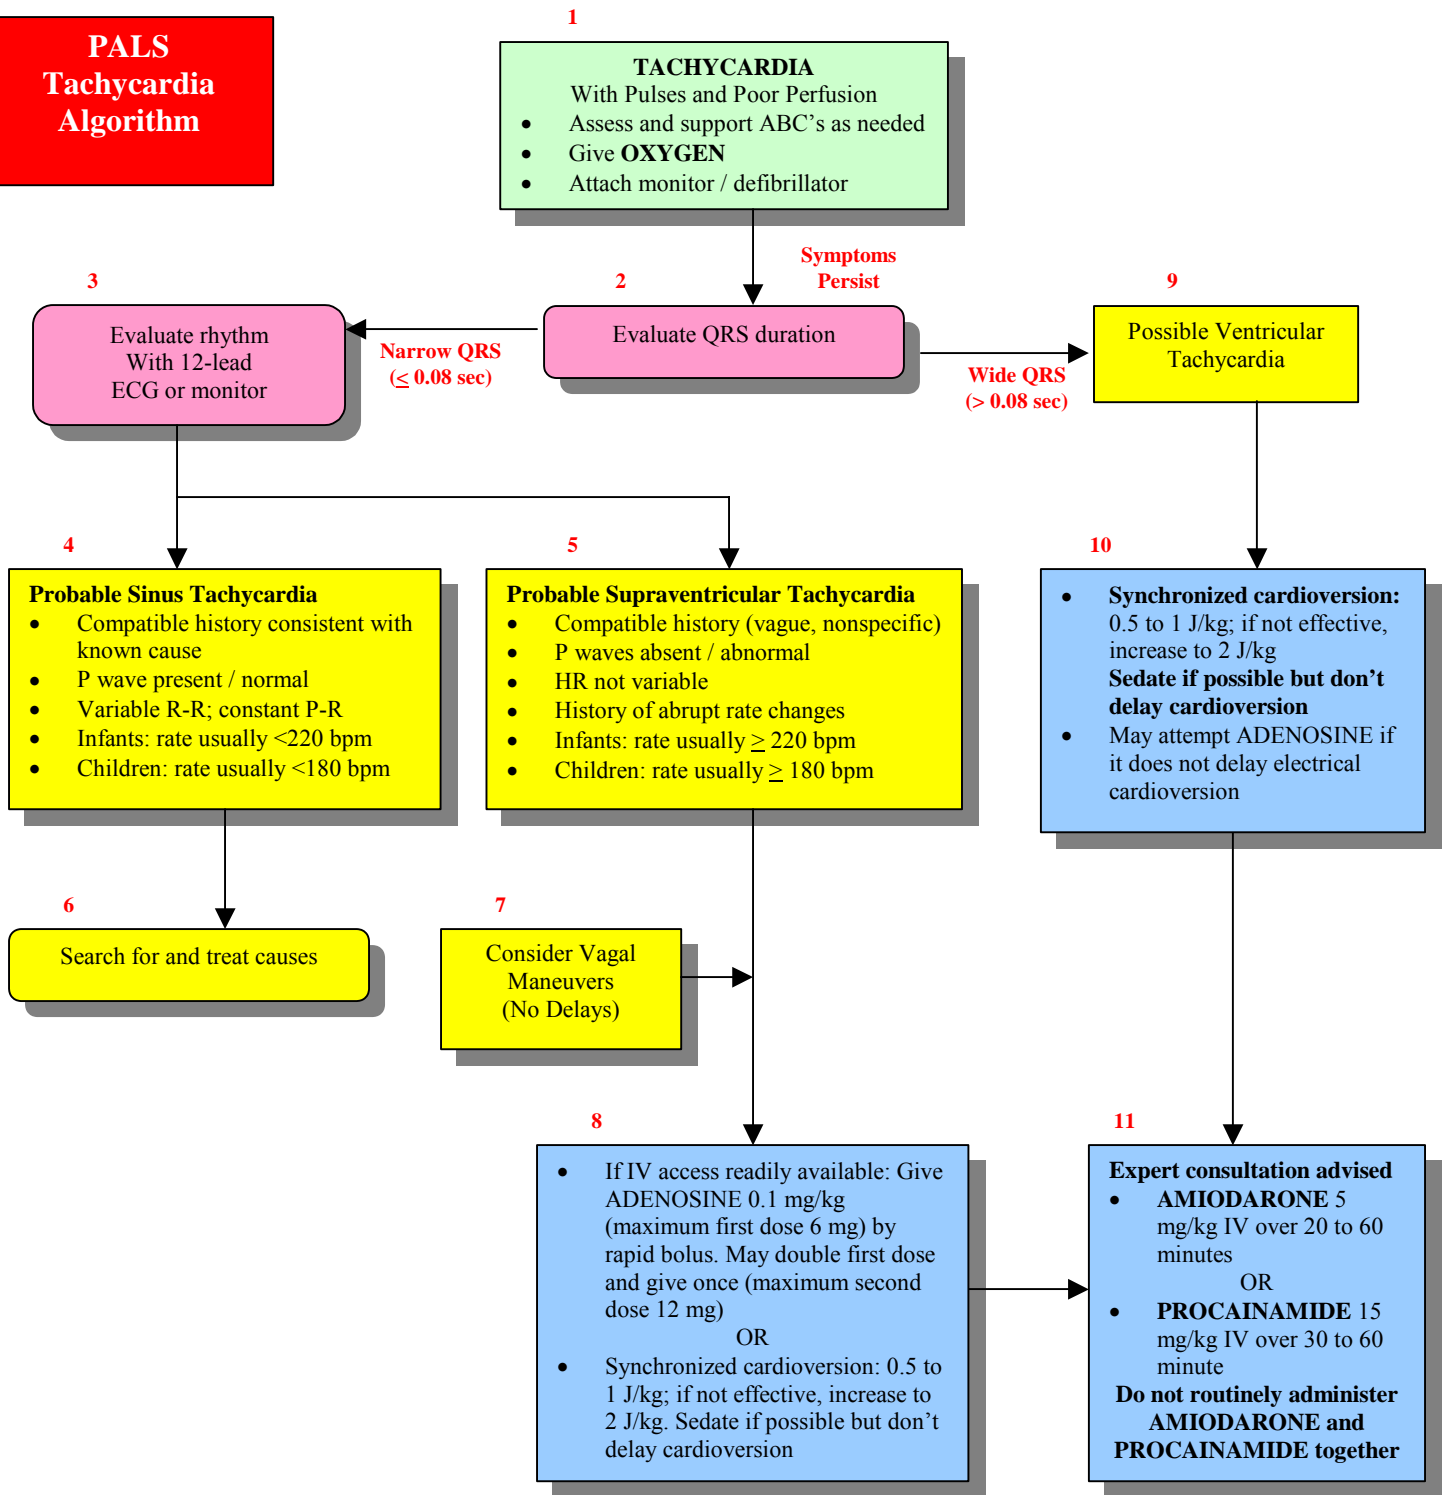 PALS
Tachycardia
Algorithm
1
TACHYCARDIA
With Pulses and Poor Perfusion
• Assess and support ABC’s as needed
• Give OXYGEN
• Attach monitor / defibrillator
Symptoms
Persist
3
Evaluate rhythm
With 12-lead
ECG or monitor
Narrow QRS
(≤ 0.08 sec)
2
Evaluate QRS duration
Wide QRS
(> 0.08 sec)
9
Possible Ventricular
Tachycardia
4
Probable Sinus Tachycardia
• Compatible history consistent with
known cause
• P wave present / normal
• Variable R-R; constant P-R
• Infants: rate usually <220 bpm
• Children: rate usually <180 bpm
5
Probable Supraventricular Tachycardia
• Compatible history (vague, nonspecific)
• P waves absent / abnormal
• HR not variable
• History of abrupt rate changes
• Infants: rate usually ≥ 220 bpm
• Children: rate usually ≥ 180 bpm
10
• Synchronized cardioversion:
0.5 to 1 J/kg; if not effective,
increase to 2 J/kg
Sedate if possible but don’t
delay cardioversion
• May attempt ADENOSINE if
it does not delay electrical
cardioversion
6
Search for and treat causes
7
Consider Vagal
Maneuvers
(No Delays)
8
• If IV access readily available: Give
ADENOSINE 0.1 mg/kg
(maximum first dose 6 mg) by
rapid bolus. May double first dose
and give once (maximum second
dose 12 mg)
OR
• Synchronized cardioversion: 0.5 to
1 J/kg; if not effective, increase to
2 J/kg. Sedate if possible but don’t
delay cardioversion
11
Expert consultation advised
• AMIODARONE 5
mg/kg IV over 20 to 60
minutes
OR
• PROCAINAMIDE 15
mg/kg IV over 30 to 60
minute
Do not routinely administer
AMIODARONE and
PROCAINAMIDE together